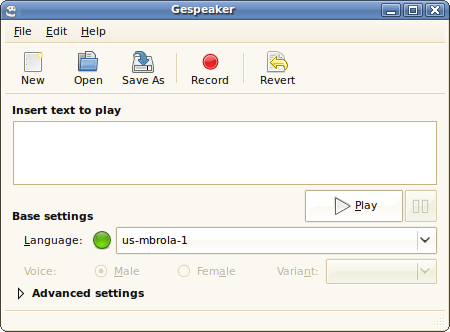 Gespeaker
File Edit Help
New Open Save As Record Revert
Insert text to play
Play
Base settings
Language: us-mbrola-1
Voice: Male Female Variant:
Advanced settings